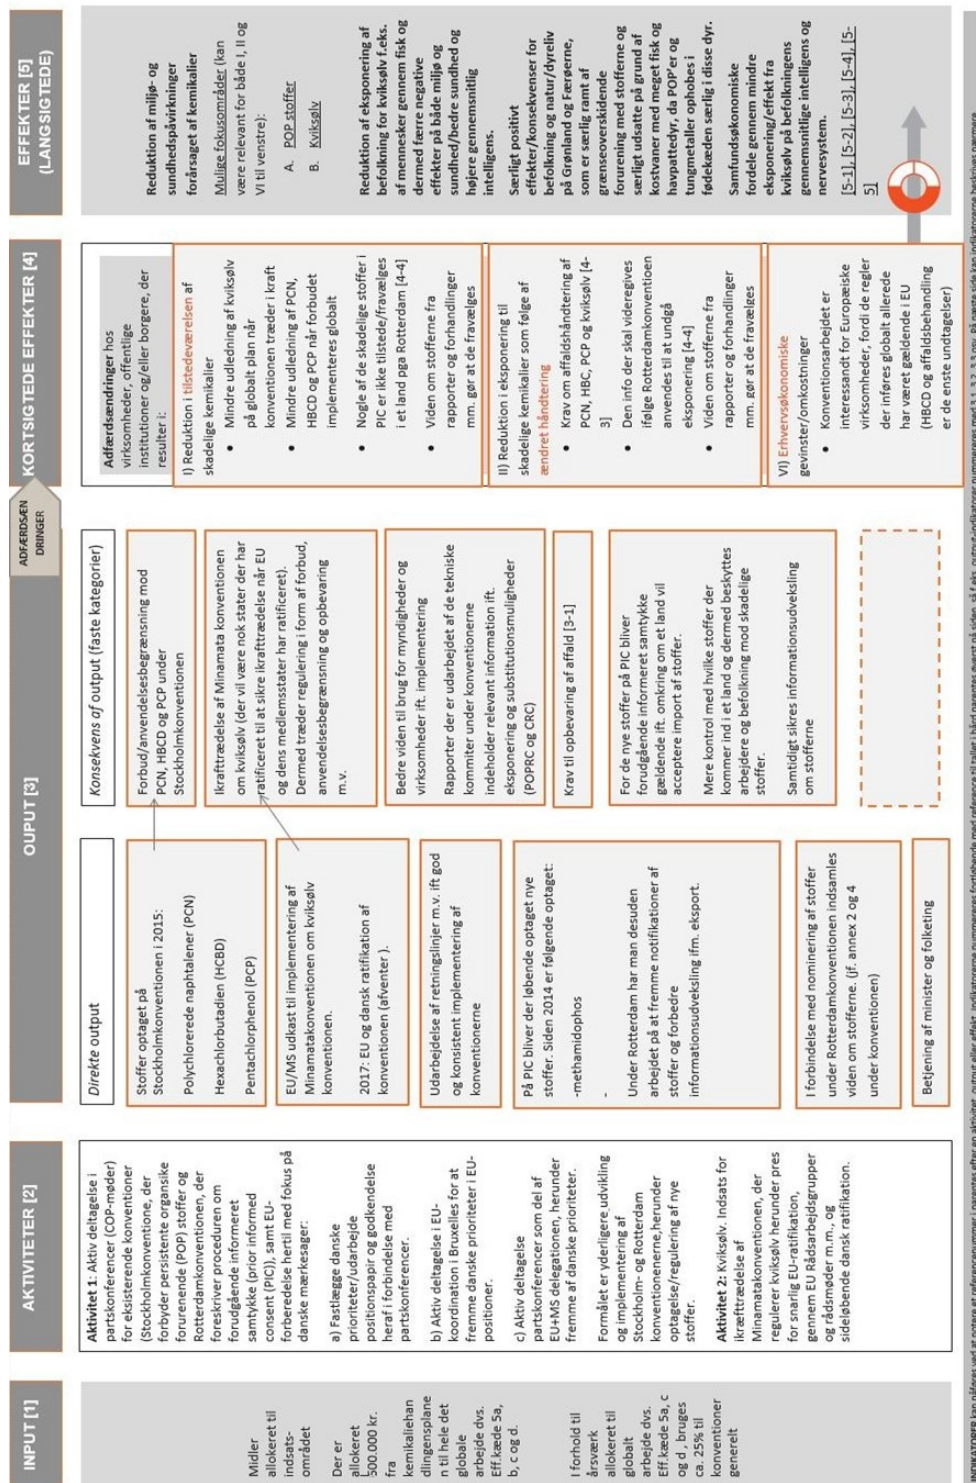 INPUT [1]
Midler
allokeret til
indsats-
området
Der er
allokeret
500.000 kr.
fra
kemikaliehan
dlingensplane
n til hele det
globale
arbejde dvs.
Eff.kæde 5a,
b, c og d.
I forhold til
årsværk
allokeret til
globalt
arbejde dvs.
Eff.kæde 5a, c
og d , bruges
ca. 25% til
konventioner
generelt
AKTIVITETER [2]
Aktivitet 1: Aktiv deltagelse i
partskonferencer (COP-møder)
for eksisterende konventioner
(Stockholmkonventione, der
forbyder persistente organsike
forurenende (POP) stoffer og
Rotterdamkonventionen, der
foreskriver proceduren om
forudgående informeret
samtykke (prior informed
consent (PIC)), samt EU-
forberedelse hertil med fokus på
danske mærkesager:
a) Fastlægge danske
prioriteter/udarbejde
positionspapir og godkendelse
heraf i forbindelse med
partskonferencer.
b) Aktiv deltagelse i EU-
koordination i Bruxelles for at
fremme danske prioriteter i EU-
positioner.
c) Aktiv deltagelse
partskonferencer som del af
EU+MS delegationen, herunder
fremme af danske prioriteter.
Formålet er yderligere udvikling
og implementering af
Stockholm- og Rotterdam
konventionenerne,herunder
optagelse/regulering af nye
stoffer.
Aktivitet 2: Kviksølv. Indsats for
ikræfttrædelse af
Minamatakonventionen, der
regulerer kviksølv herunder pres
for snarlig EU-ratifikation,
gennem EU Rådsarbejdsgrupper
og rådsmøder m.m., og
sideløbende dansk ratifikation.
OUPUT [3]
Direkte output
Stoffer optaget på
Stockholmkonventionen i 2015:
Polychlorerede naphtalener (PCN)
Hexachlorbutadien (HCBD)
Pentachlorphenol (PCP)
EU/MS udkast til implementering af
Minamatakonventionen om kviksølv
konventionen.
2017: EU og dansk ratifikation af
konventionen (afventer ).
Udarbejdelse af retningslinjer m.v. ift god
og konsistent implementering af
konventionerne
På PIC bliver der løbende optaget nye
stoffer. Siden 2014 er følgende optaget:
-methamidophos
-
Under Rotterdam har man desuden
arbejdet på at fremme notifikationer af
stoffer og forbedre
informationsudveksling ifm. eksport.
I forbindelse med nominering af stoffer
under Rotterdamkonventionen indsamles
viden om stofferne. (jf. annex 2 og 4
under konventionen)
Betjening af minister og folketing
Konsekvens af output (faste kategorier)
Forbud/anvendelsesbegrænsning mod
PCN, HBCD og PCP under
Stockholmkonventionen
Ikrafttrædelse af Minamata konventionen
om kviksølv (der vil være nok stater der har
ratificeret til at sikre ikrafttrædelse når EU
og dens medlemsstater har ratificeret).
Dermed træder regulering i form af forbud,
anvendelsesbegrænsning og opbevaring
m.v.
Bedre viden til brug for myndigheder og
virksomheder ift. implementering
Rapporter der er udarbejdet af de tekniske
kommiter under konventionerne
indeholder relevant information ift.
eksponering og substitutionsmuligheder
(POPRC og CRC)
Krav til opbevaring af affald [3-1]
For de nye stoffer på PIC bliver
forudgående informeret samtykke
gældende ift. omkring om et land vil
acceptere import af stoffer.
Mere kontrol med hvilke stoffer der
kommer ind i et land og dermed beskyttes
arbejdere og befolkning mod skadelige
stoffer.
Samtidigt sikres informationsudveksling
om stofferne
ADFÆRDSÆN
DRINGER
KORTSIGTEDE EFFEKTER [4]
Adfærdsændringer hos
virksomheder, offentlige
institutioner og/eller borgere, der
resulter i:
I) Reduktion i tilstedeværelsen af
skadelige kemikalier
• Mindre udledning af kviksølv
på globalt plan når
konventionen træder i kraft
• Mindre udledning af PCN,
HBCD og PCP når forbudet
implementeres globalt
• Nogle af de skadelige stoffer i
PIC er ikke tilstede/fravælges
i et land pga Rotterdam [4-4]
• Viden om stofferne fra
rapporter og forhandlinger
mm. gør at de fravælges
II) Reduktion i eksponering til
skadelige kemikalier som følge af
ændret håndtering
• Krav om affaldshåndtering af
PCN, HBC, PCP og kviksølv [4-
3]
• Den info der skal videregives
ifølge Rotterdamkonventioen
anvendes til at undgå
eksponering [4-4]
• Viden om stofferne fra
rapporter og forhandlinger
mm. gør at de fravælges
VI) Erhvervsøkonomiske
gevinster/omkostninger
• Konventionsarbejdet er
interessandt for Europæiske
virksomheder, fordi de regler
der inføres globalt allerede
har været gældende i EU
(HBCD og affaldsbehandling
er de enste undtagelser)
EFFEKTER [5]
(LANGSIGTEDE)
Reduktion af miljø- og
sundhedspåvirkninger
forårsaget af kemikalier
Mulige fokusområder (kan
være relevant for både I, II og
VI til venstre):
A. POP stoffer
B. Kviksølv
Reduktion af eksponering af
befolkning for kviksølv f.eks.
af mennesker gennem fisk og
dermed færre negative
effekter på både miljø og
sundhed/bedre sundhed og
højere gennemsnitlig
intelligens.
Særligt positivt
effekter/konsekvenser for
befolkning og natur/dyreliv
på Grønland og Færøerne,
som er særlig ramt af
grænseoverskidende
forurening med stofferne og
særligt udsatte på grund af
kostvaner med meget fisk og
havpattedyr, da POP'er og
tungmetaller ophobes i
fødekæden særlig i disse dyr.
Samfundsøkonomiske
fordele gennem mindre
eksponering/effekt fra
kviksølv på befolkningens
gennemsnitlige intelligens og
nervesystem.
[5-1], [5-2], [5-3], [5-4], [5-
5]